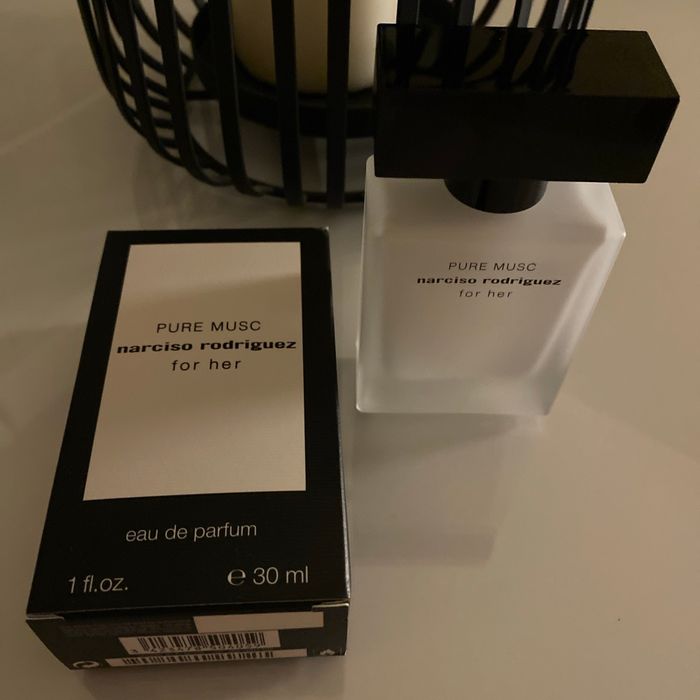 PURE MUSC
narciso rodriguez
for her
PURE MUSC
narciso rodriguez
for her
eau de parfum
1 fl.oz. ℮ 30 ml